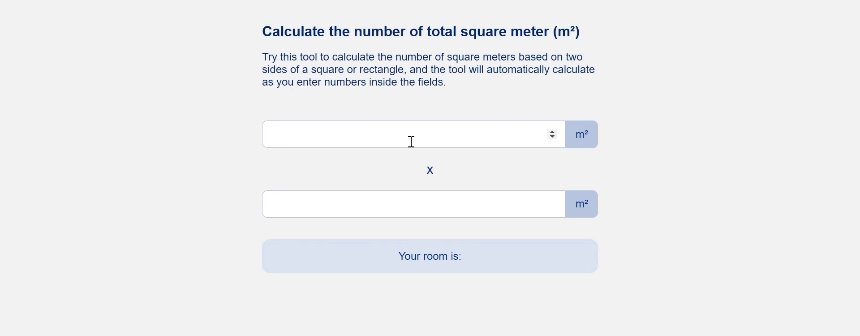 Calculate the number of total square meter (m²)
Try this tool to calculate the number of square meters based on two
sides of a square or rectangle, and the tool will automatically calculate
as you enter numbers inside the fields.
m²
X
m²
Your room is: